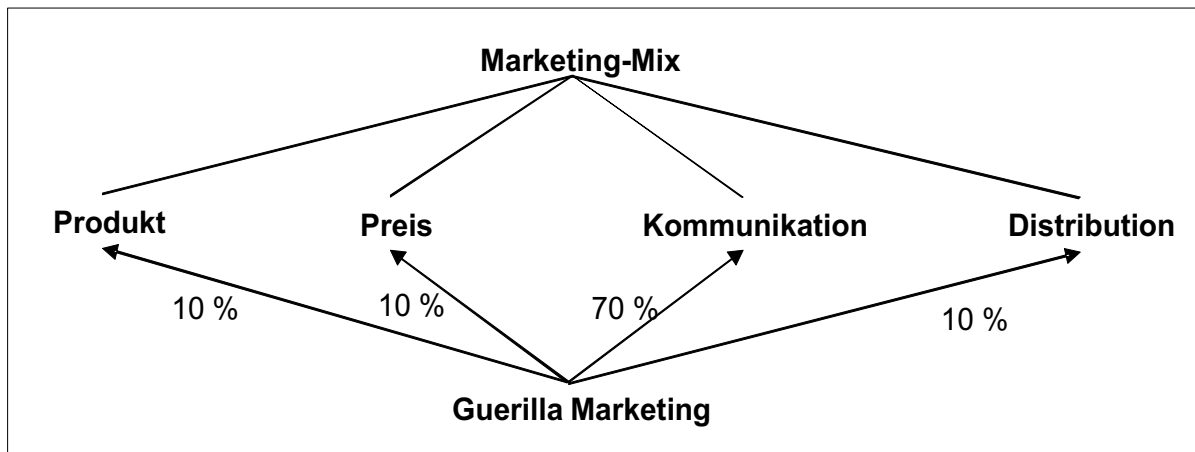 Marketing-Mix
Produkt Preis Kommunikation Distribution
10 % 10 % 70 % 10 %
Guerilla Marketing